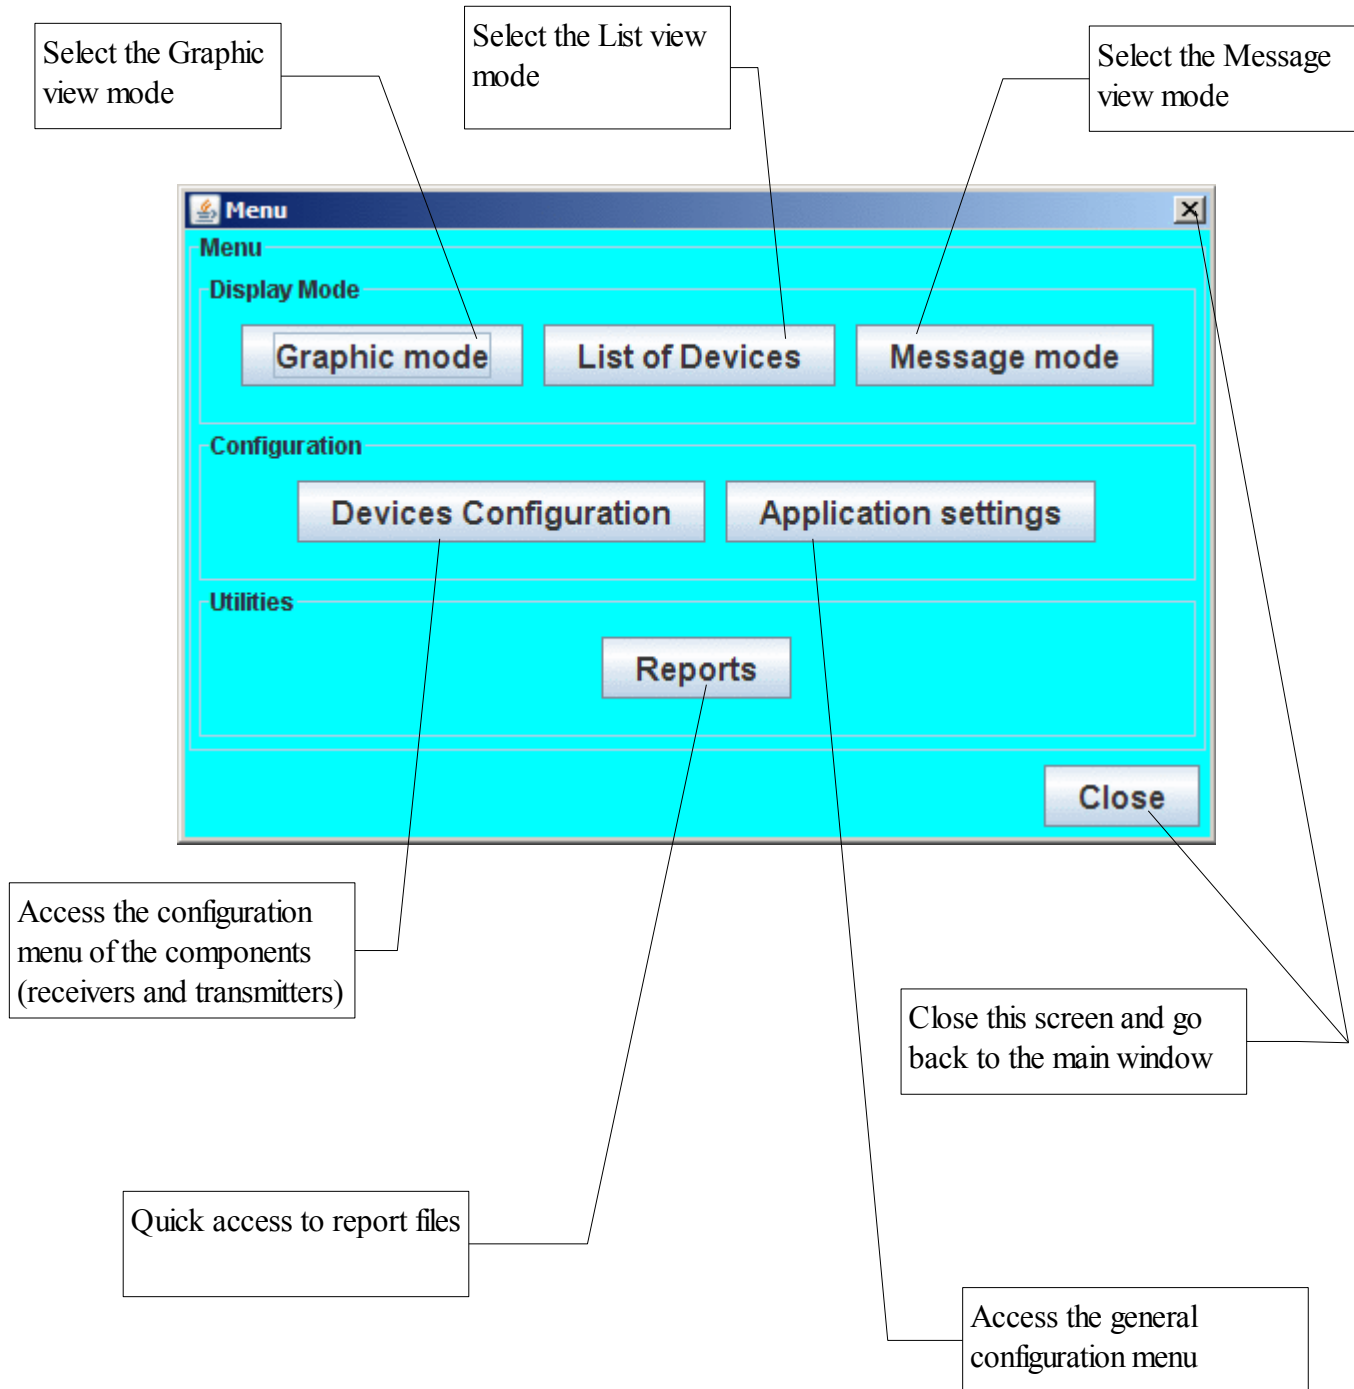 Select the Graphic
view mode
Select the List view
mode
Select the Message
view mode
Menu
Menu
Display Mode
Graphic mode
List of Devices
Message mode
Configuration
Devices Configuration
Application settings
Utilities
Reports
Close
Access the configuration
menu of the components
(receivers and transmitters)
Close this screen and go
back to the main window
Quick access to report files
Access the general
configuration menu